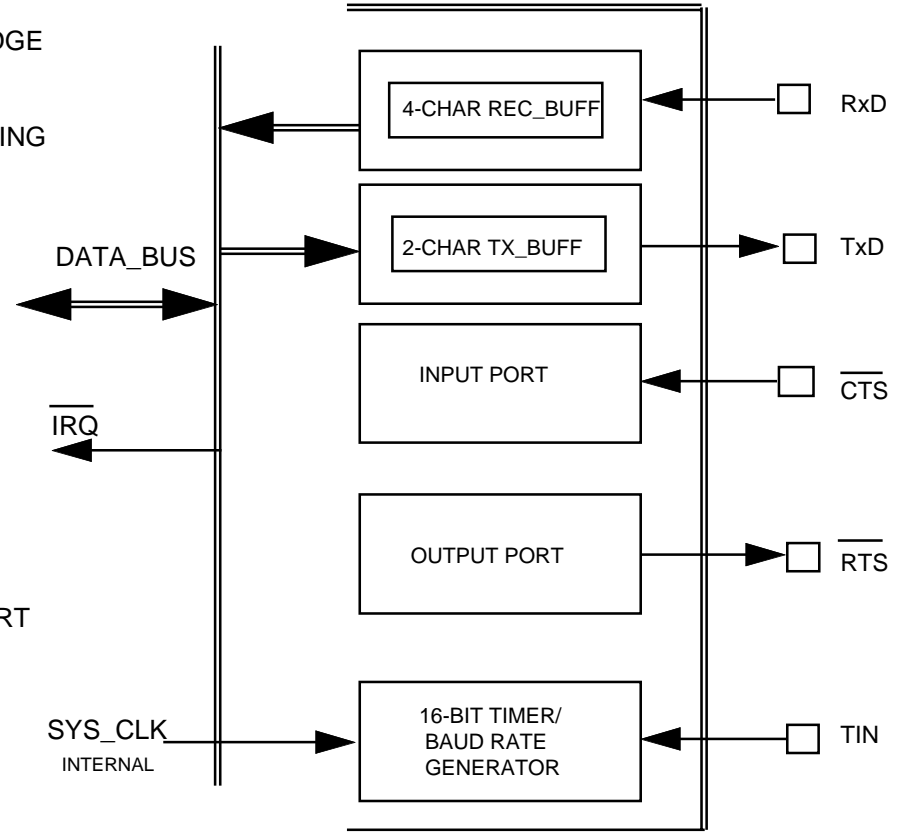 4-CHAR REC_BUFF
RxD
2-CHAR TX_BUFF
TxD
DATA_BUS
INPUT PORT
CTS
IRQ
OUTPUT PORT
RTS
SYS_CLK
INTERNAL
16-BIT TIMER/
BAUD RATE
GENERATOR
TIN